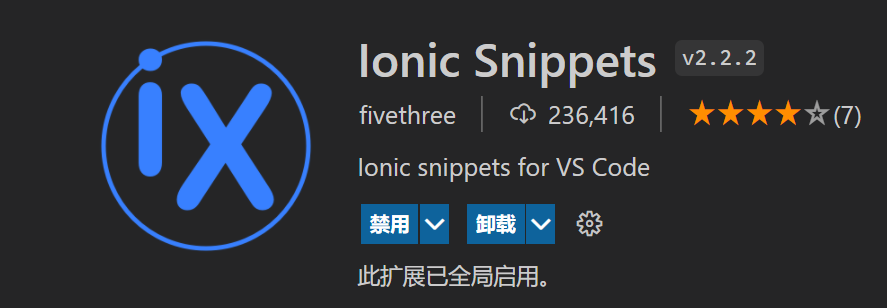 ix
Ionic Snippets v2.2.2
fivethree 236,416 (7)
Ionic snippets for VS Code
禁用 卸载
此扩展已全局启用。